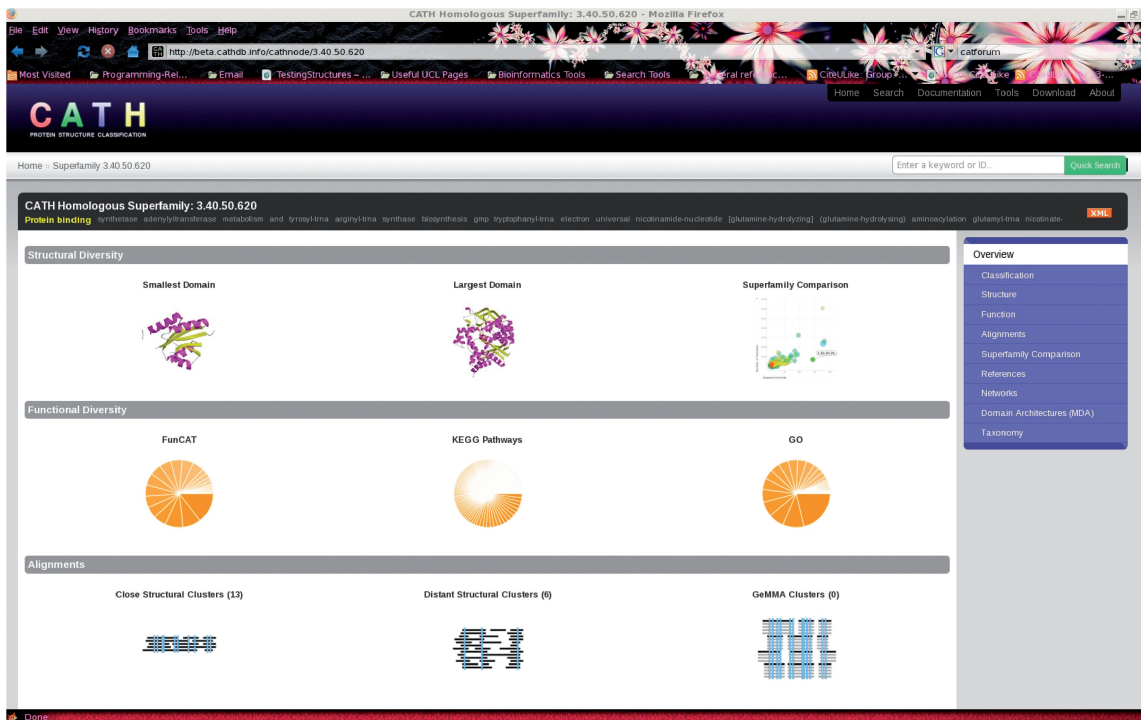 CATH Homologous Superfamily: 3.40.50.620 - Mozilla Firefox
File Edit View History Bookmarks Tools Help
http://beta.cathdb.info/cathnode/3.40.50.620
catforum
Most Visited Programming-Rel... Email TestingStructures – ... Useful UCL Pages Bioinformatics Tools Search Tools CiteULike: Group
Home Search Documentation Tools Download About
CATH
PROTEIN STRUCTURE CLASSIFICATION
Home » Superfamily 3.40.50.620
Enter a keyword or ID... Quick Search
CATH Homologous Superfamily: 3.40.50.620
Protein binding synthetase adenylyltransferase metabolism and tyrosyl-trna arginyl-trna synthase biosynthesis gmp tryptophanyl-trna electron universal nicotinamide-nucleotide [glutamine-hydrolyzing] (glutamine-hydrolysing) aminoacylation glutamyl-trna nicotinate-
XML
Structural Diversity
Smallest Domain Largest Domain Superfamily Comparison
Functional Diversity
FunCAT KEGG Pathways GO
Alignments
Close Structural Clusters (13) Distant Structural Clusters (6) GeMMA Clusters (0)
Overview
Classification
Structure
Function
Alignments
Superfamily Comparison
References
Networks
Domain Architectures (MDA)
Taxonomy
Done